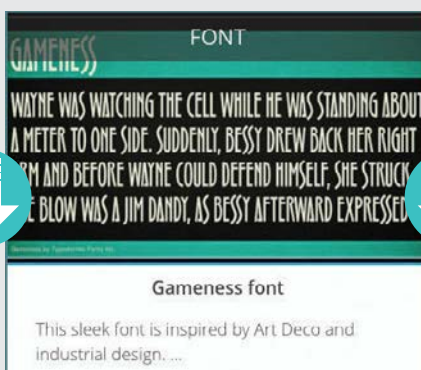 FONT
GAMENESS
WAYNE WAS WATCHING THE CELL WHILE HE WAS STANDING ABOUT
A METER TO ONE SIDE. SUDDENLY, BESSY DREW BACK HER RIGHT
RM AND BEFORE WAYNE COULD DEFEND HIMSELF, SHE STRUCK
E BLOW WAS A JIM DANDY, AS BESSY AFTERWARD EXPRESSED
Gameness font
This sleek font is inspired by Art Deco and
industrial design. ...